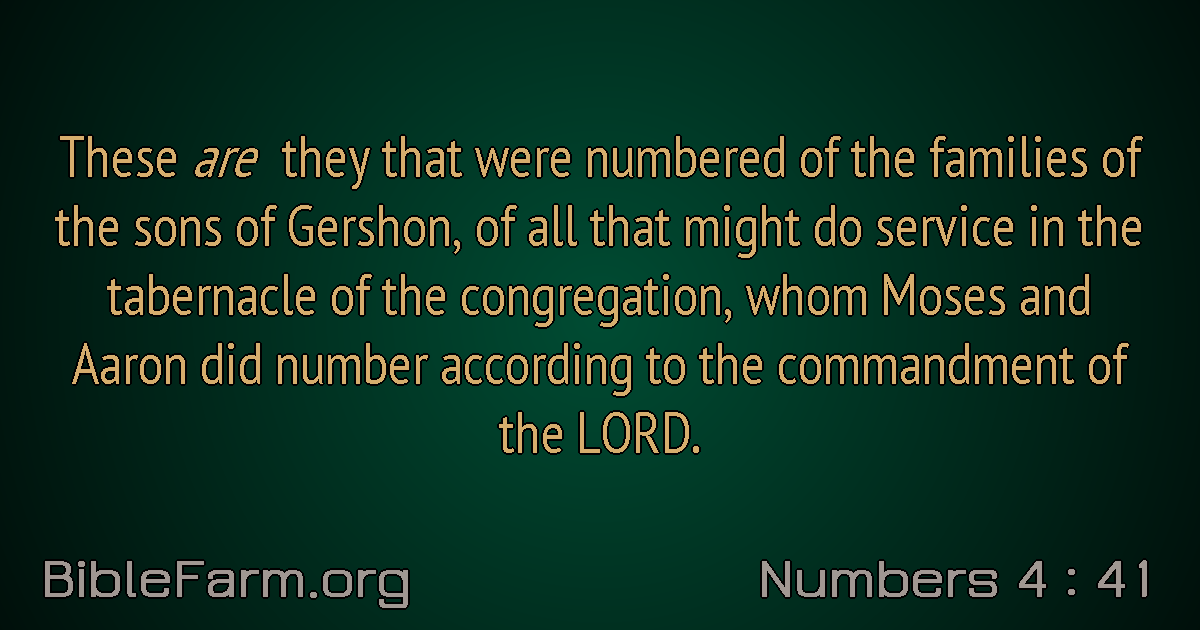 These are they that were numbered of the families of
the sons of Gershon, of all that might do service in the
tabernacle of the congregation, whom Moses and
Aaron did number according to the commandment of
the LORD.
BibleFarm.org
Numbers 4 : 41